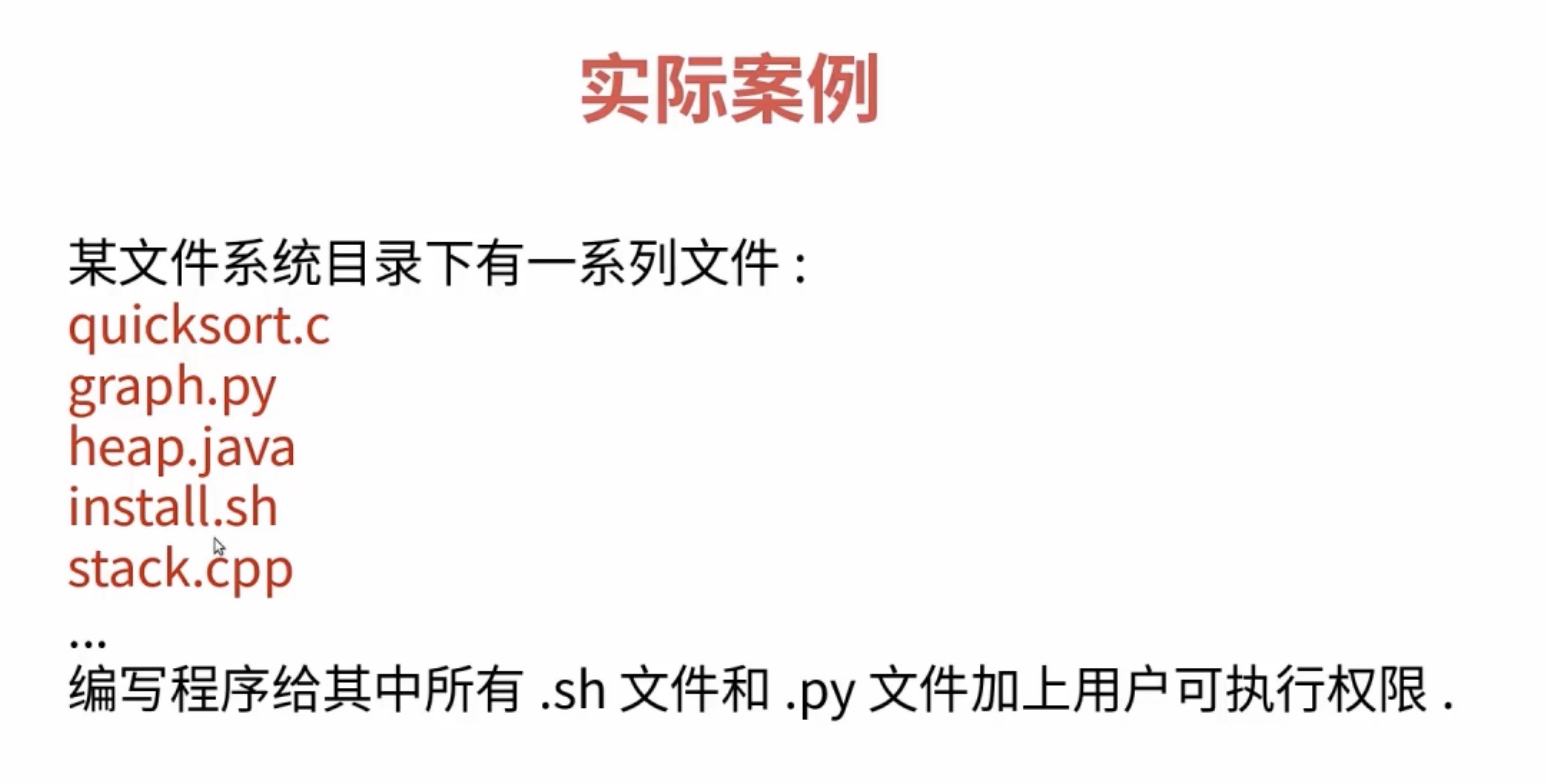 实际案例
某文件系统目录下有一系列文件 :
quicksort.c
graph.py
heap.java
install.sh
stack.cpp
...
编写程序给其中所有 .sh 文件和 .py 文件加上用户可执行权限 .